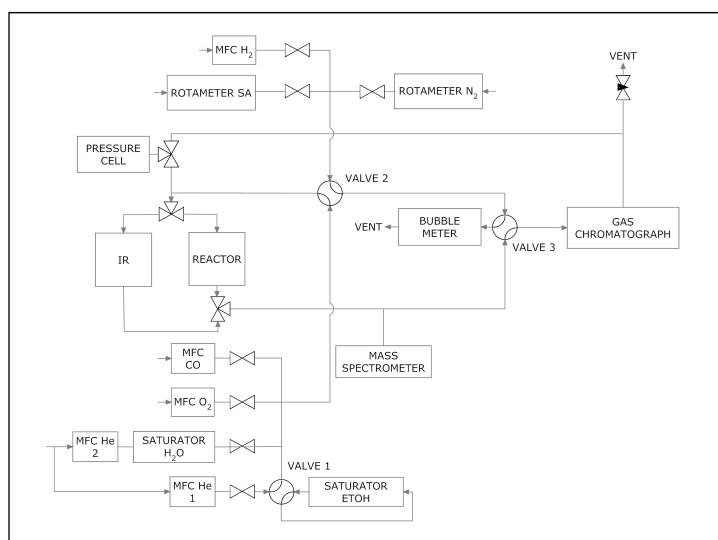 MFC H₂
VENT
ROTAMETER SA
ROTAMETER N₂
PRESSURE
CELL
VALVE 2
VENT
BUBBLE
METER
GAS
CHROMATOGRAPH
VALVE 3
IR
REACTOR
MASS
SPECTROMETER
MFC
CO
MFC O₂
MFC He
2
SATURATOR
H₂O
VALVE 1
MFC He
1
SATURATOR
ETOH